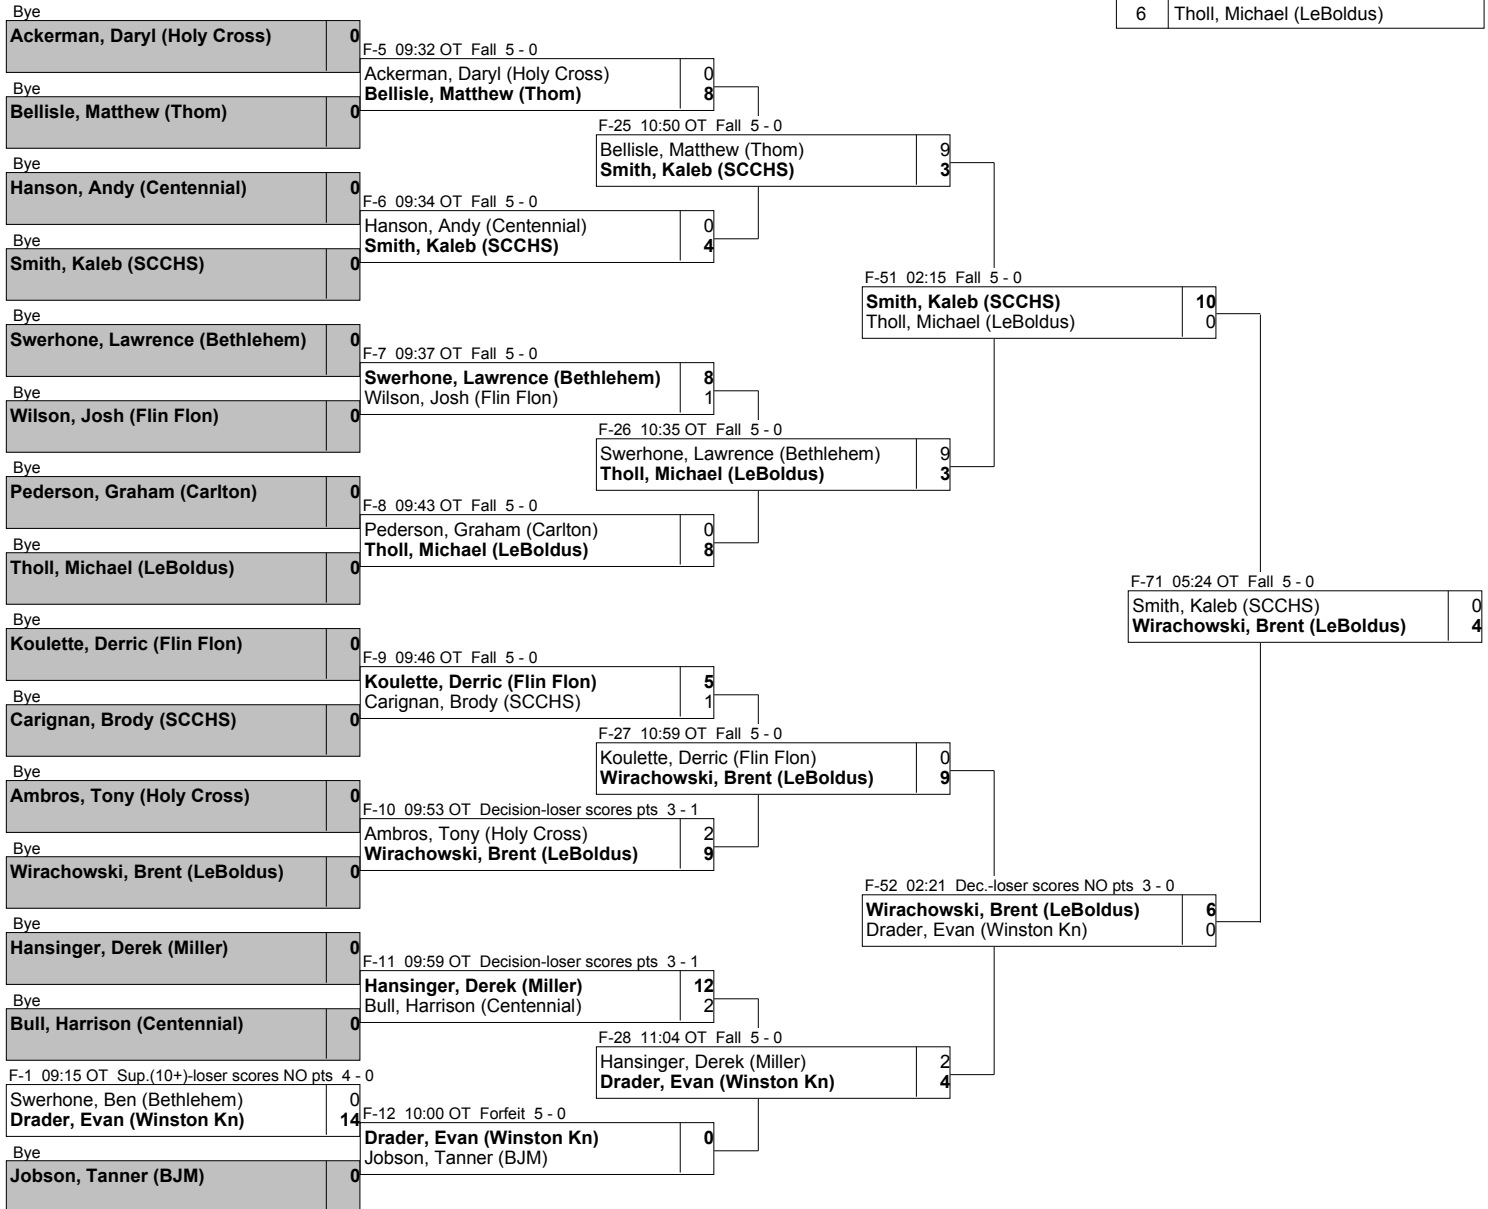 6 Tholl, Michael (LeBoldus)
Bye
Ackerman, Daryl (Holy Cross) 0
Bye
Bellisle, Matthew (Thom) 0
Bye
Hanson, Andy (Centennial) 0
Bye
Smith, Kaleb (SCCHS) 0
Bye
Swerhone, Lawrence (Bethlehem) 0
Bye
Wilson, Josh (Flin Flon) 0
Bye
Pederson, Graham (Carlton) 0
Bye
Tholl, Michael (LeBoldus) 0
Bye
Koulette, Derric (Flin Flon) 0
Bye
Carignan, Brody (SCCHS) 0
Bye
Ambros, Tony (Holy Cross) 0
Bye
Wirachowski, Brent (LeBoldus) 0
Bye
Hansinger, Derek (Miller) 0
Bye
Bull, Harrison (Centennial) 0
F-1 09:15 OT Sup.(10+)-loser scores NO pts 4 - 0
Swerhone, Ben (Bethlehem) 0
Drader, Evan (Winston Kn) 14
Bye
Jobson, Tanner (BJM) 0
F-5 09:32 OT Fall 5 - 0
Ackerman, Daryl (Holy Cross) 0
Bellisle, Matthew (Thom) 8
F-6 09:34 OT Fall 5 - 0
Hanson, Andy (Centennial) 0
Smith, Kaleb (SCCHS) 4
F-7 09:37 OT Fall 5 - 0
Swerhone, Lawrence (Bethlehem) 8
Wilson, Josh (Flin Flon) 1
F-8 09:43 OT Fall 5 - 0
Pederson, Graham (Carlton) 0
Tholl, Michael (LeBoldus) 8
F-9 09:46 OT Fall 5 - 0
Koulette, Derric (Flin Flon) 5
Carignan, Brody (SCCHS) 1
F-10 09:53 OT Decision-loser scores pts 3 - 1
Ambros, Tony (Holy Cross) 2
Wirachowski, Brent (LeBoldus) 9
F-11 09:59 OT Decision-loser scores pts 3 - 1
Hansinger, Derek (Miller) 12
Bull, Harrison (Centennial) 2
F-12 10:00 OT Forfeit 5 - 0
Drader, Evan (Winston Kn) 0
Jobson, Tanner (BJM)
F-25 10:50 OT Fall 5 - 0
Bellisle, Matthew (Thom) 9
Smith, Kaleb (SCCHS) 3
F-26 10:35 OT Fall 5 - 0
Swerhone, Lawrence (Bethlehem) 9
Tholl, Michael (LeBoldus) 3
F-27 10:59 OT Fall 5 - 0
Koulette, Derric (Flin Flon) 0
Wirachowski, Brent (LeBoldus) 9
F-28 11:04 OT Fall 5 - 0
Hansinger, Derek (Miller) 2
Drader, Evan (Winston Kn) 4
F-51 02:15 Fall 5 - 0
Smith, Kaleb (SCCHS) 10
Tholl, Michael (LeBoldus) 0
F-52 02:21 Dec.-loser scores NO pts 3 - 0
Wirachowski, Brent (LeBoldus) 6
Drader, Evan (Winston Kn) 0
F-71 05:24 OT Fall 5 - 0
Smith, Kaleb (SCCHS) 0
Wirachowski, Brent (LeBoldus) 4